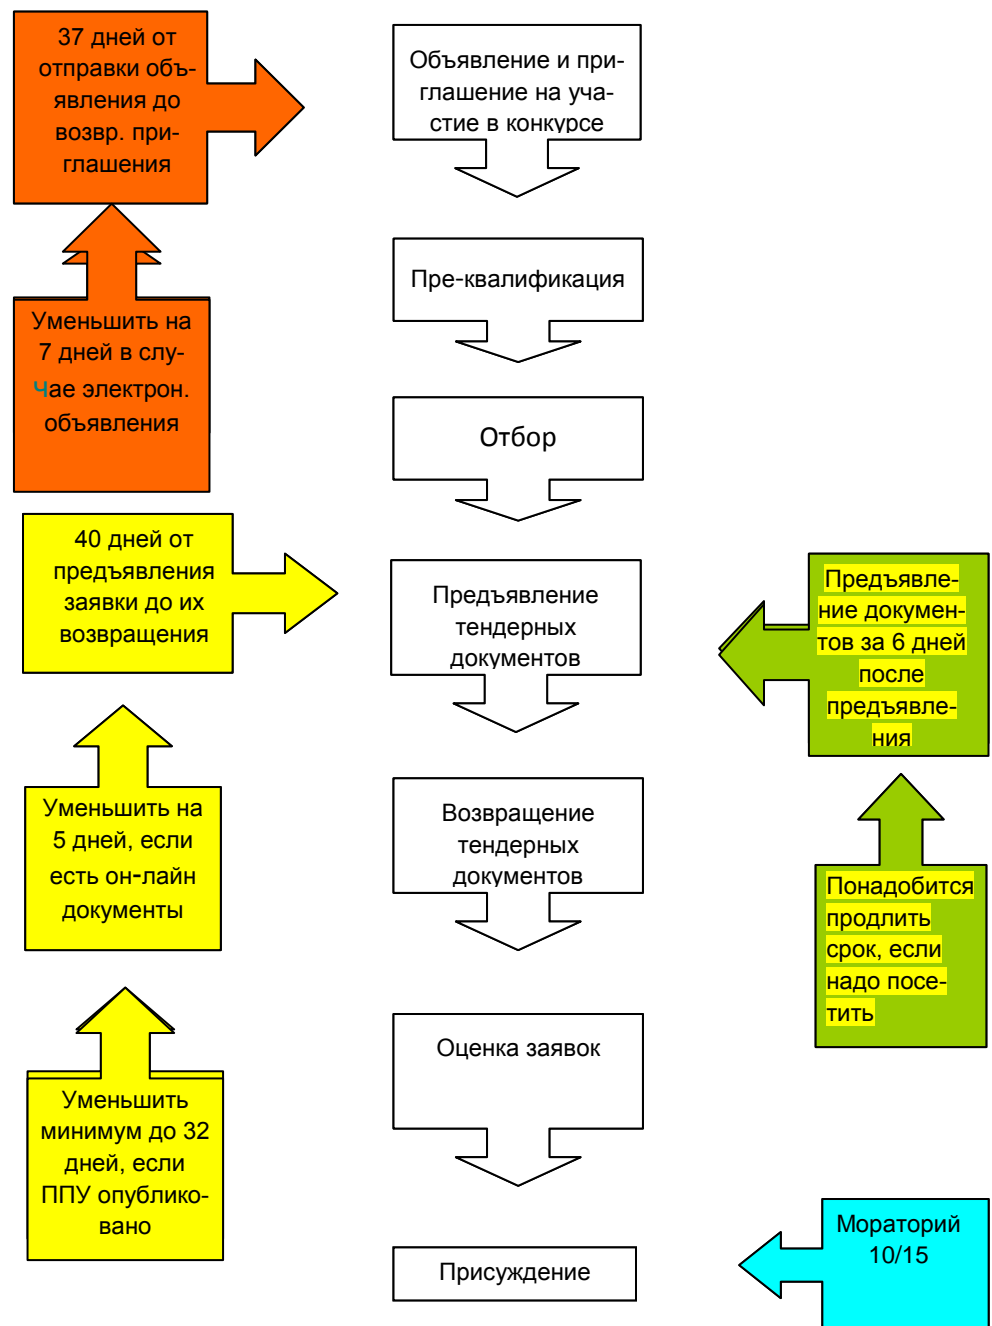 37 дней от
отправки объ-
явления до
возвр. при-
глашения
Объявление и при-
глашение на уча-
стие в конкурсе
Уменьшить на
7 дней в слу-
Чае электрон.
объявления
Пре-квалификация
Отбор
40 дней от
предъявления
заявки до их
возвращения
Предъявление
тендерных
документов
Предъявле-
ние докумен-
тов за 6 дней
после
предъявле-
ния
Уменьшить на
5 дней, если
есть он-лайн
документы
Возвращение
тендерных
документов
Понадобится
продлить
срок, если
надо посе-
тить
Уменьшить
минимум до 32
дней, если
ППУ опублико-
вано
Оценка заявок
Присуждение
Мораторий
10/15